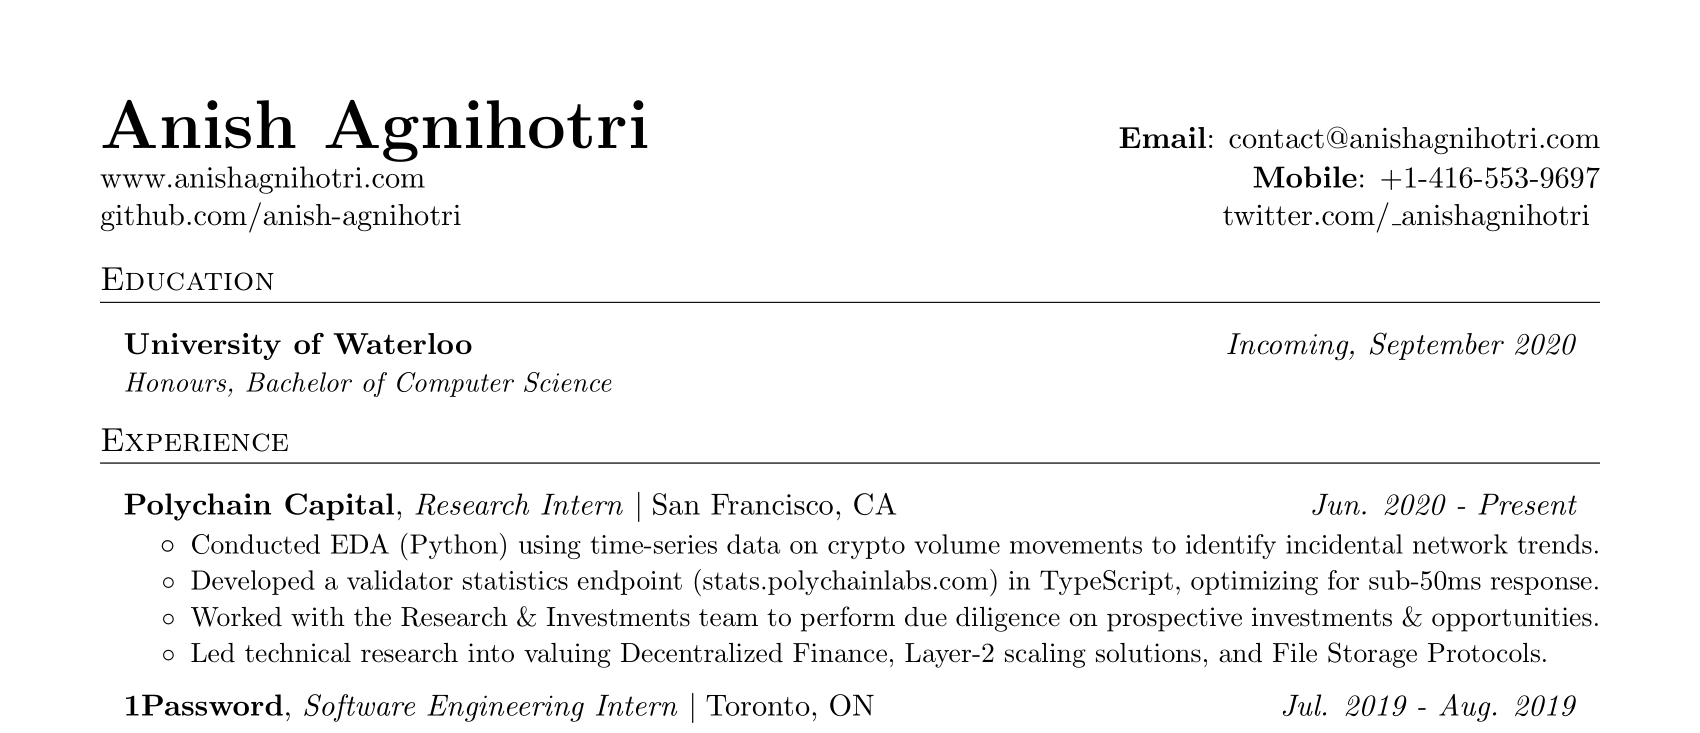 Anish Agnihotri
Email: contact@anishagnihotri.com
www.anishagnihotri.com
Mobile: +1-416-553-9697
github.com/anish-agnihotri
twitter.com/_anishagnihotri
Education
University of Waterloo
Incoming, September 2020
Honours, Bachelor of Computer Science
Experience
Polychain Capital, Research Intern | San Francisco, CA
Jun. 2020 - Present
◦ Conducted EDA (Python) using time-series data on crypto volume movements to identify incidental network trends.
◦ Developed a validator statistics endpoint (stats.polychainlabs.com) in TypeScript, optimizing for sub-50ms response.
◦ Worked with the Research & Investments team to perform due diligence on prospective investments & opportunities.
◦ Led technical research into valuing Decentralized Finance, Layer-2 scaling solutions, and File Storage Protocols.
1Password, Software Engineering Intern | Toronto, ON
Jul. 2019 - Aug. 2019